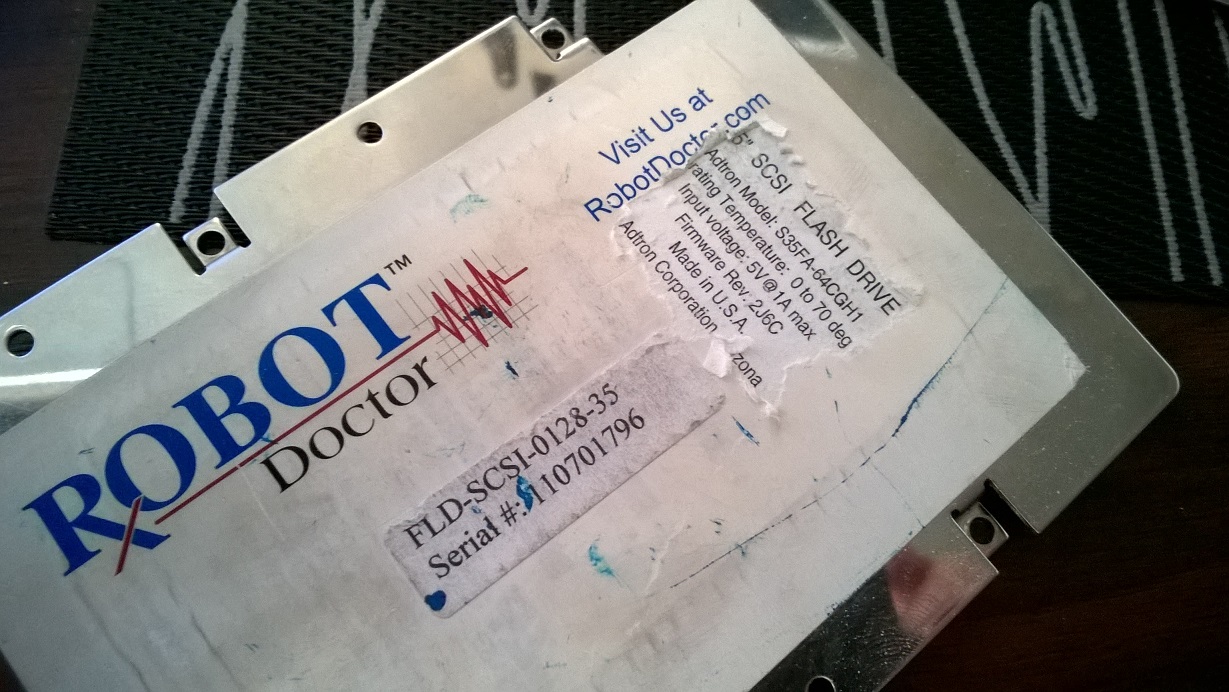 ROBOT™
Doctor
Visit Us at
RobotDoctor.com
5" SCSI FLASH DRIVE
Adtron Model: S35FA-64CGH1
rating Temperature: 0 to 70 deg
Input voltage: 5V@1A max
Firmware Rev: 2J6C
Made in U.S.A.
Adtron Corporation
zona
FLD-SCSI-0128-35
Serial #: 110701796